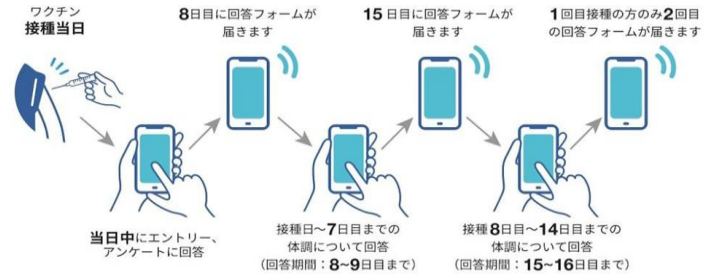 ワクチン
接種当日
8日目に回答フォームが
届きます
15日目に回答フォームが
届きます
1回目接種の方のみ2回目
の回答フォームが届きます
当日中にエントリー、
アンケートに回答
接種日〜7日目までの
体調について回答
(回答期間:8~9日目まで)
接種8日目〜14日目までの
体調について回答
(回答期間:15~16日目まで)